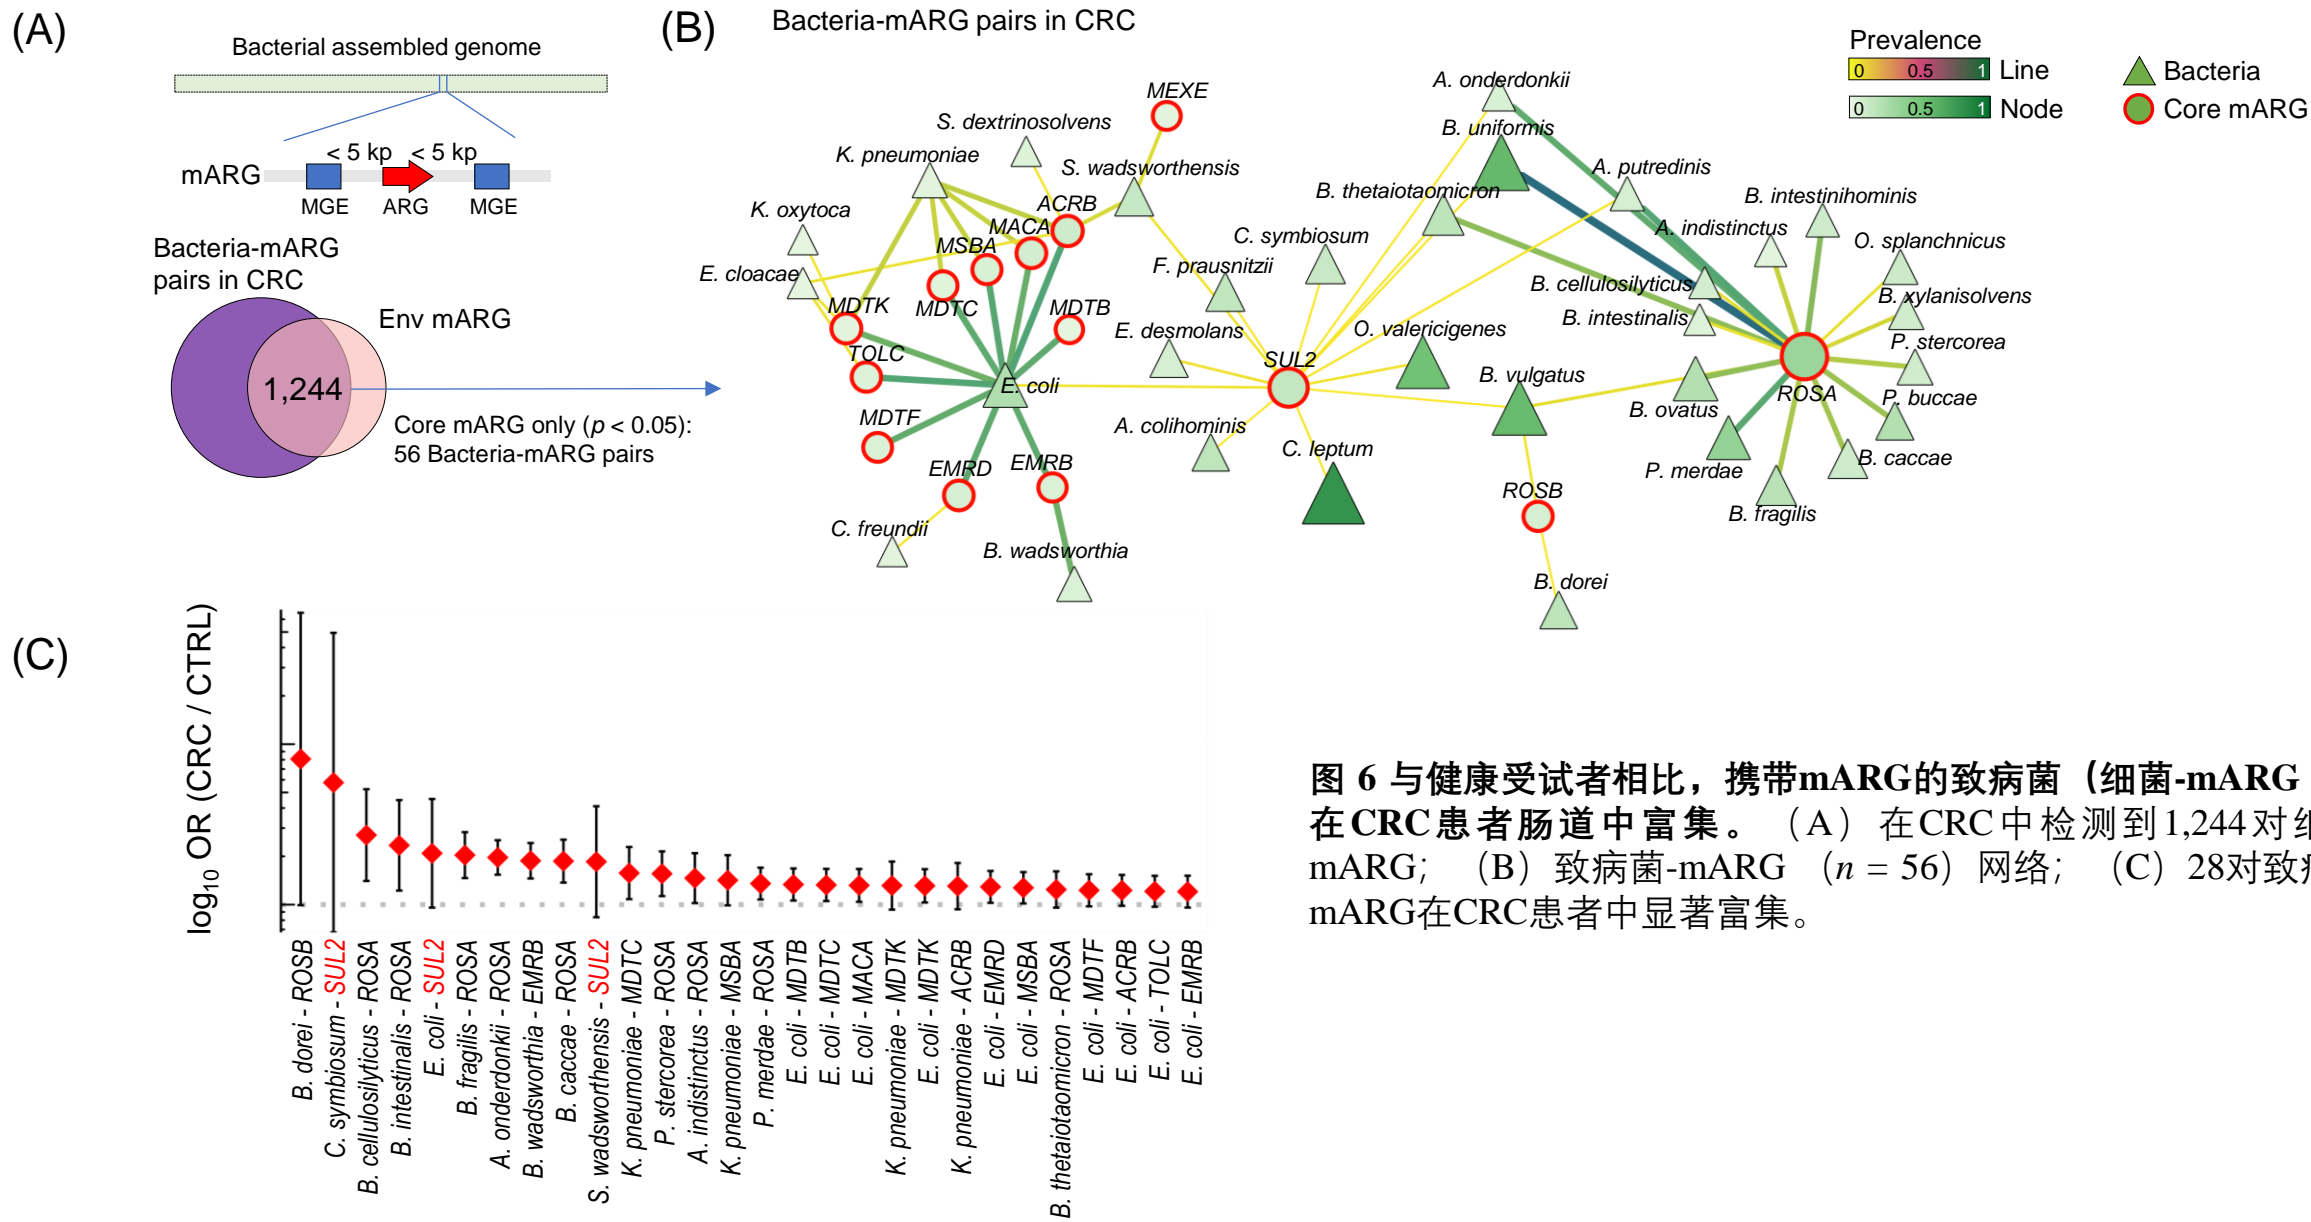 (A)
Bacterial assembled genome
< 5 kp
< 5 kp
mARG
MGE
ARG
MGE
Bacteria-mARG
pairs in CRC
Env mARG
1,244
Core mARG only (p < 0.05):
56 Bacteria-mARG pairs
(B)
Bacteria-mARG pairs in CRC
Prevalence
0 0.5 1 Line
0 0.5 1 Node
Bacteria
Core mARG
MEXE
S. dextrinosolvens
K. pneumoniae
S. wadsworthensis
K. oxytoca
ACRB
MACA
MSBA
E. cloacae
MDTK
MDTC
MDTB
TOLC
E. coli
MDTF
EMRD
EMRB
C. freundii
B. wadsworthia
A. onderdonkii
B. uniformis
B. thetaiotaomicron
A. putredinis
C. symbiosum
F. prausnitzii
E. desmolans
O. valericigenes
SUL2
A. colihominis
C. leptum
B. vulgatus
ROSB
B. dorei
B. intestinihominis
A. indistinctus
O. splanchnicus
B. cellulosilyticus
B. xylanisolvens
B. intestinalis
P. stercorea
ROSA
B. ovatus
P. buccae
P. merdae
B. caccae
B. fragilis
(C)
log10 OR (CRC / CTRL)
B. dorei - ROSB
C. symbiosum - SUL2
B. cellulosilyticus - ROSA
B. intestinalis - ROSA
E. coli - SUL2
B. fragilis - ROSA
A. onderdonkii - ROSA
B. wadsworthia - EMRB
B. caccae - ROSA
S. wadsworthensis - SUL2
K. pneumoniae - MDTC
P. stercorea - ROSA
A. indistinctus - ROSA
K. pneumoniae - MSBA
P. merdae - ROSA
E. coli - MDTB
E. coli - MDTC
E. coli - MACA
K. pneumoniae - MDTK
E. coli - MDTK
K. pneumoniae - ACRB
E. coli - EMRD
E. coli - MSBA
B. thetaiotaomicron - ROSA
E. coli - MDTF
E. coli - ACRB
E. coli - TOLC
E. coli - EMRB
图 6 与健康受试者相比，携带mARG的致病菌（细菌-mARG
在CRC患者肠道中富集。（A）在CRC中检测到1,244对
mARG；（B）致病菌-mARG （n = 56）网络；（C）28对致
mARG在CRC患者中显著富集。